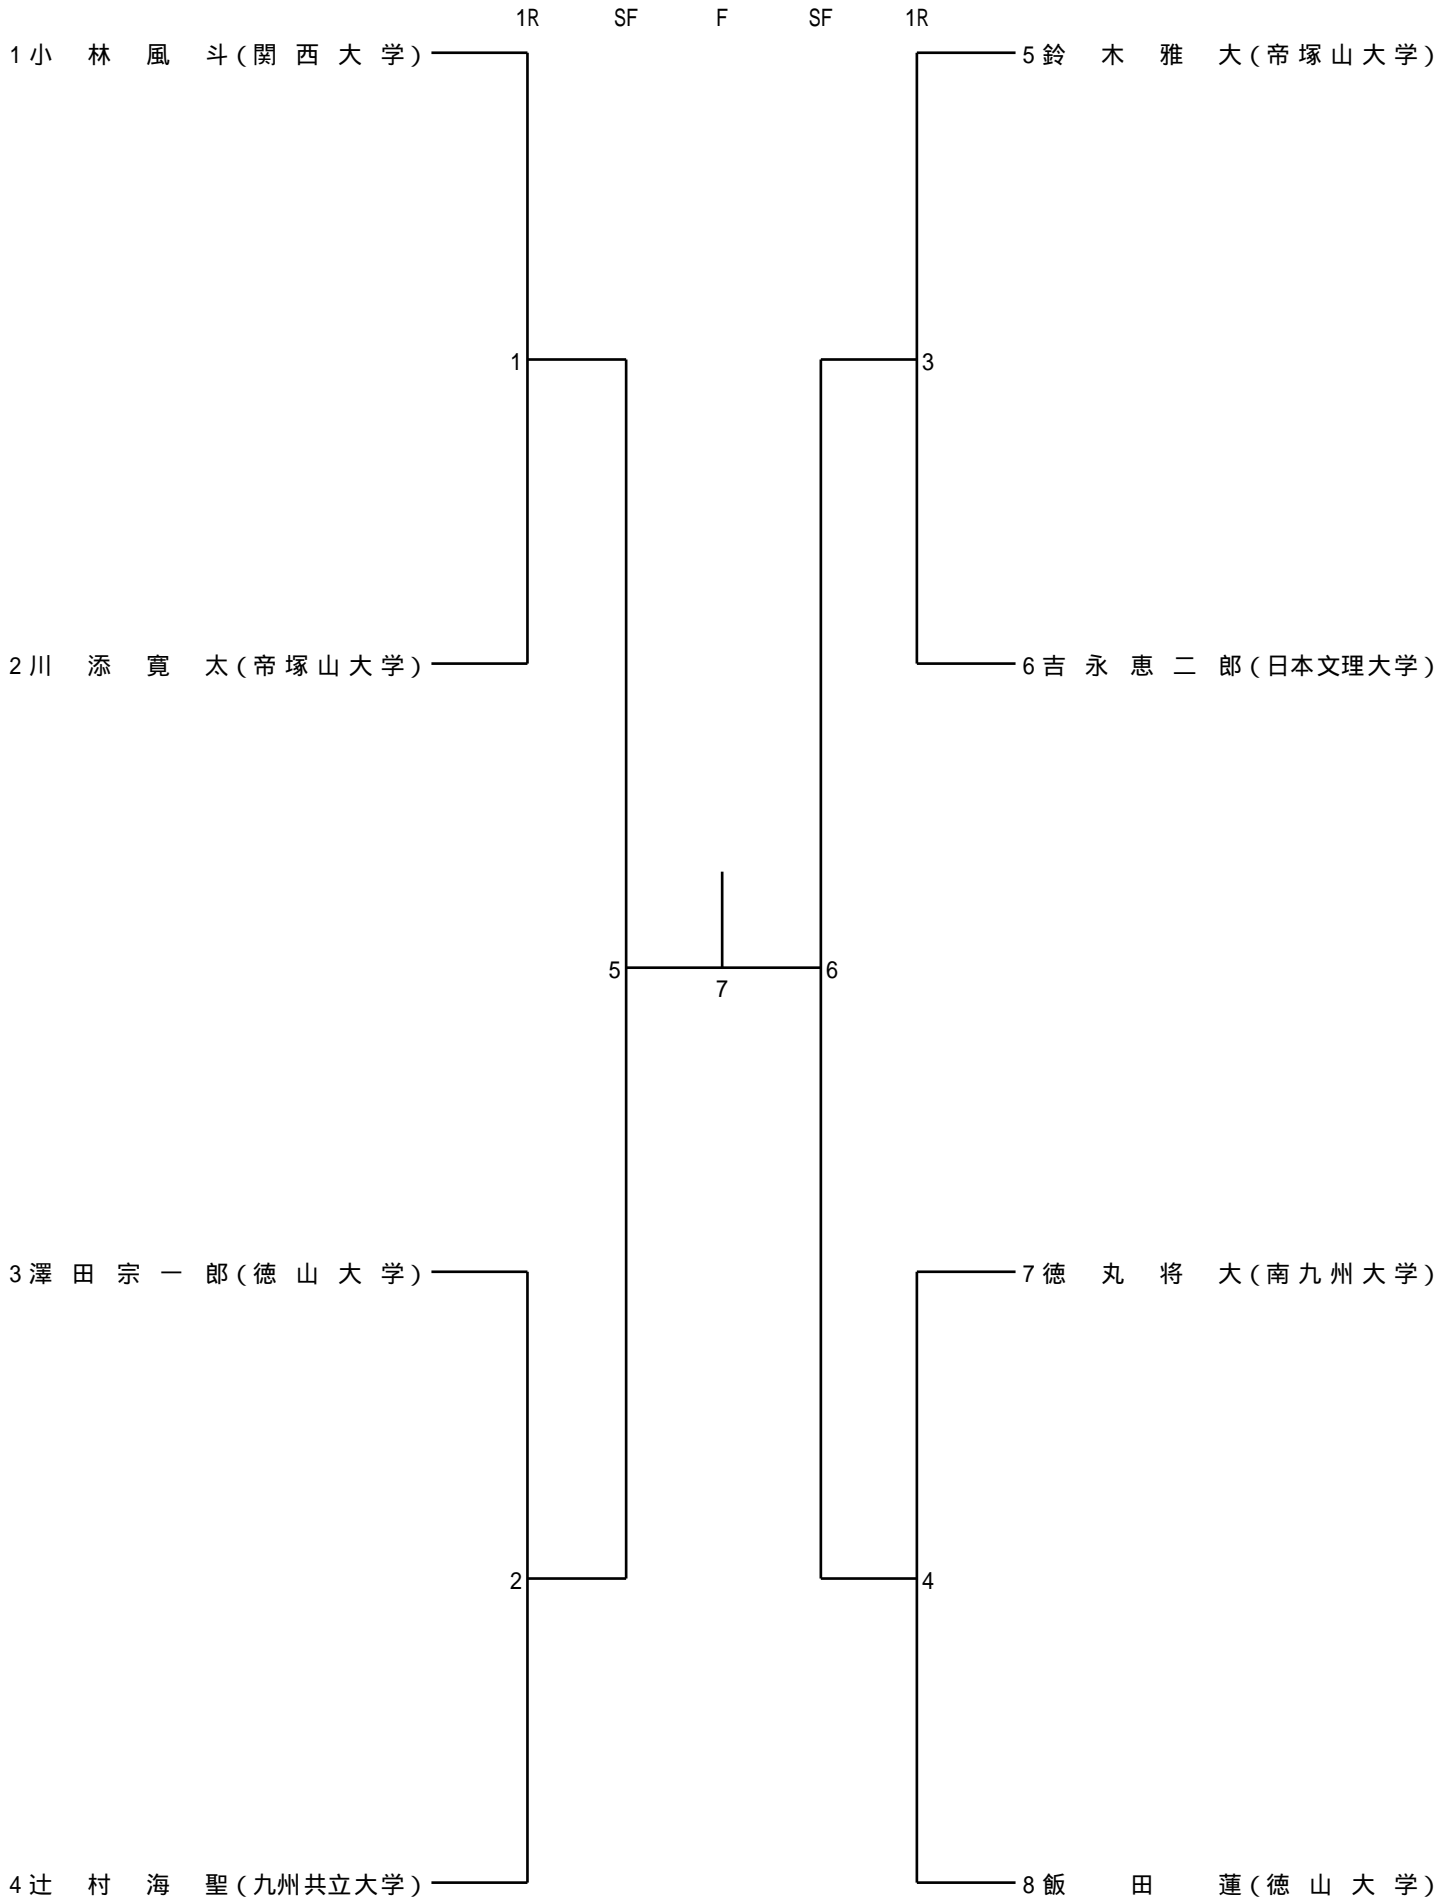 1R SF F SF 1R
1 小林風斗(関西大学)
5 鈴木雅大(帝塚山大学)
1
3
2 川添寛太(帝塚山大学)
6 吉永恵二郎(日本文理大学)
5
6
7
3 澤田宗一郎(徳山大学)
7 徳丸将大(南九州大学)
2
4
4 辻村海聖(九州共立大学)
8 飯田蓮(徳山大学)